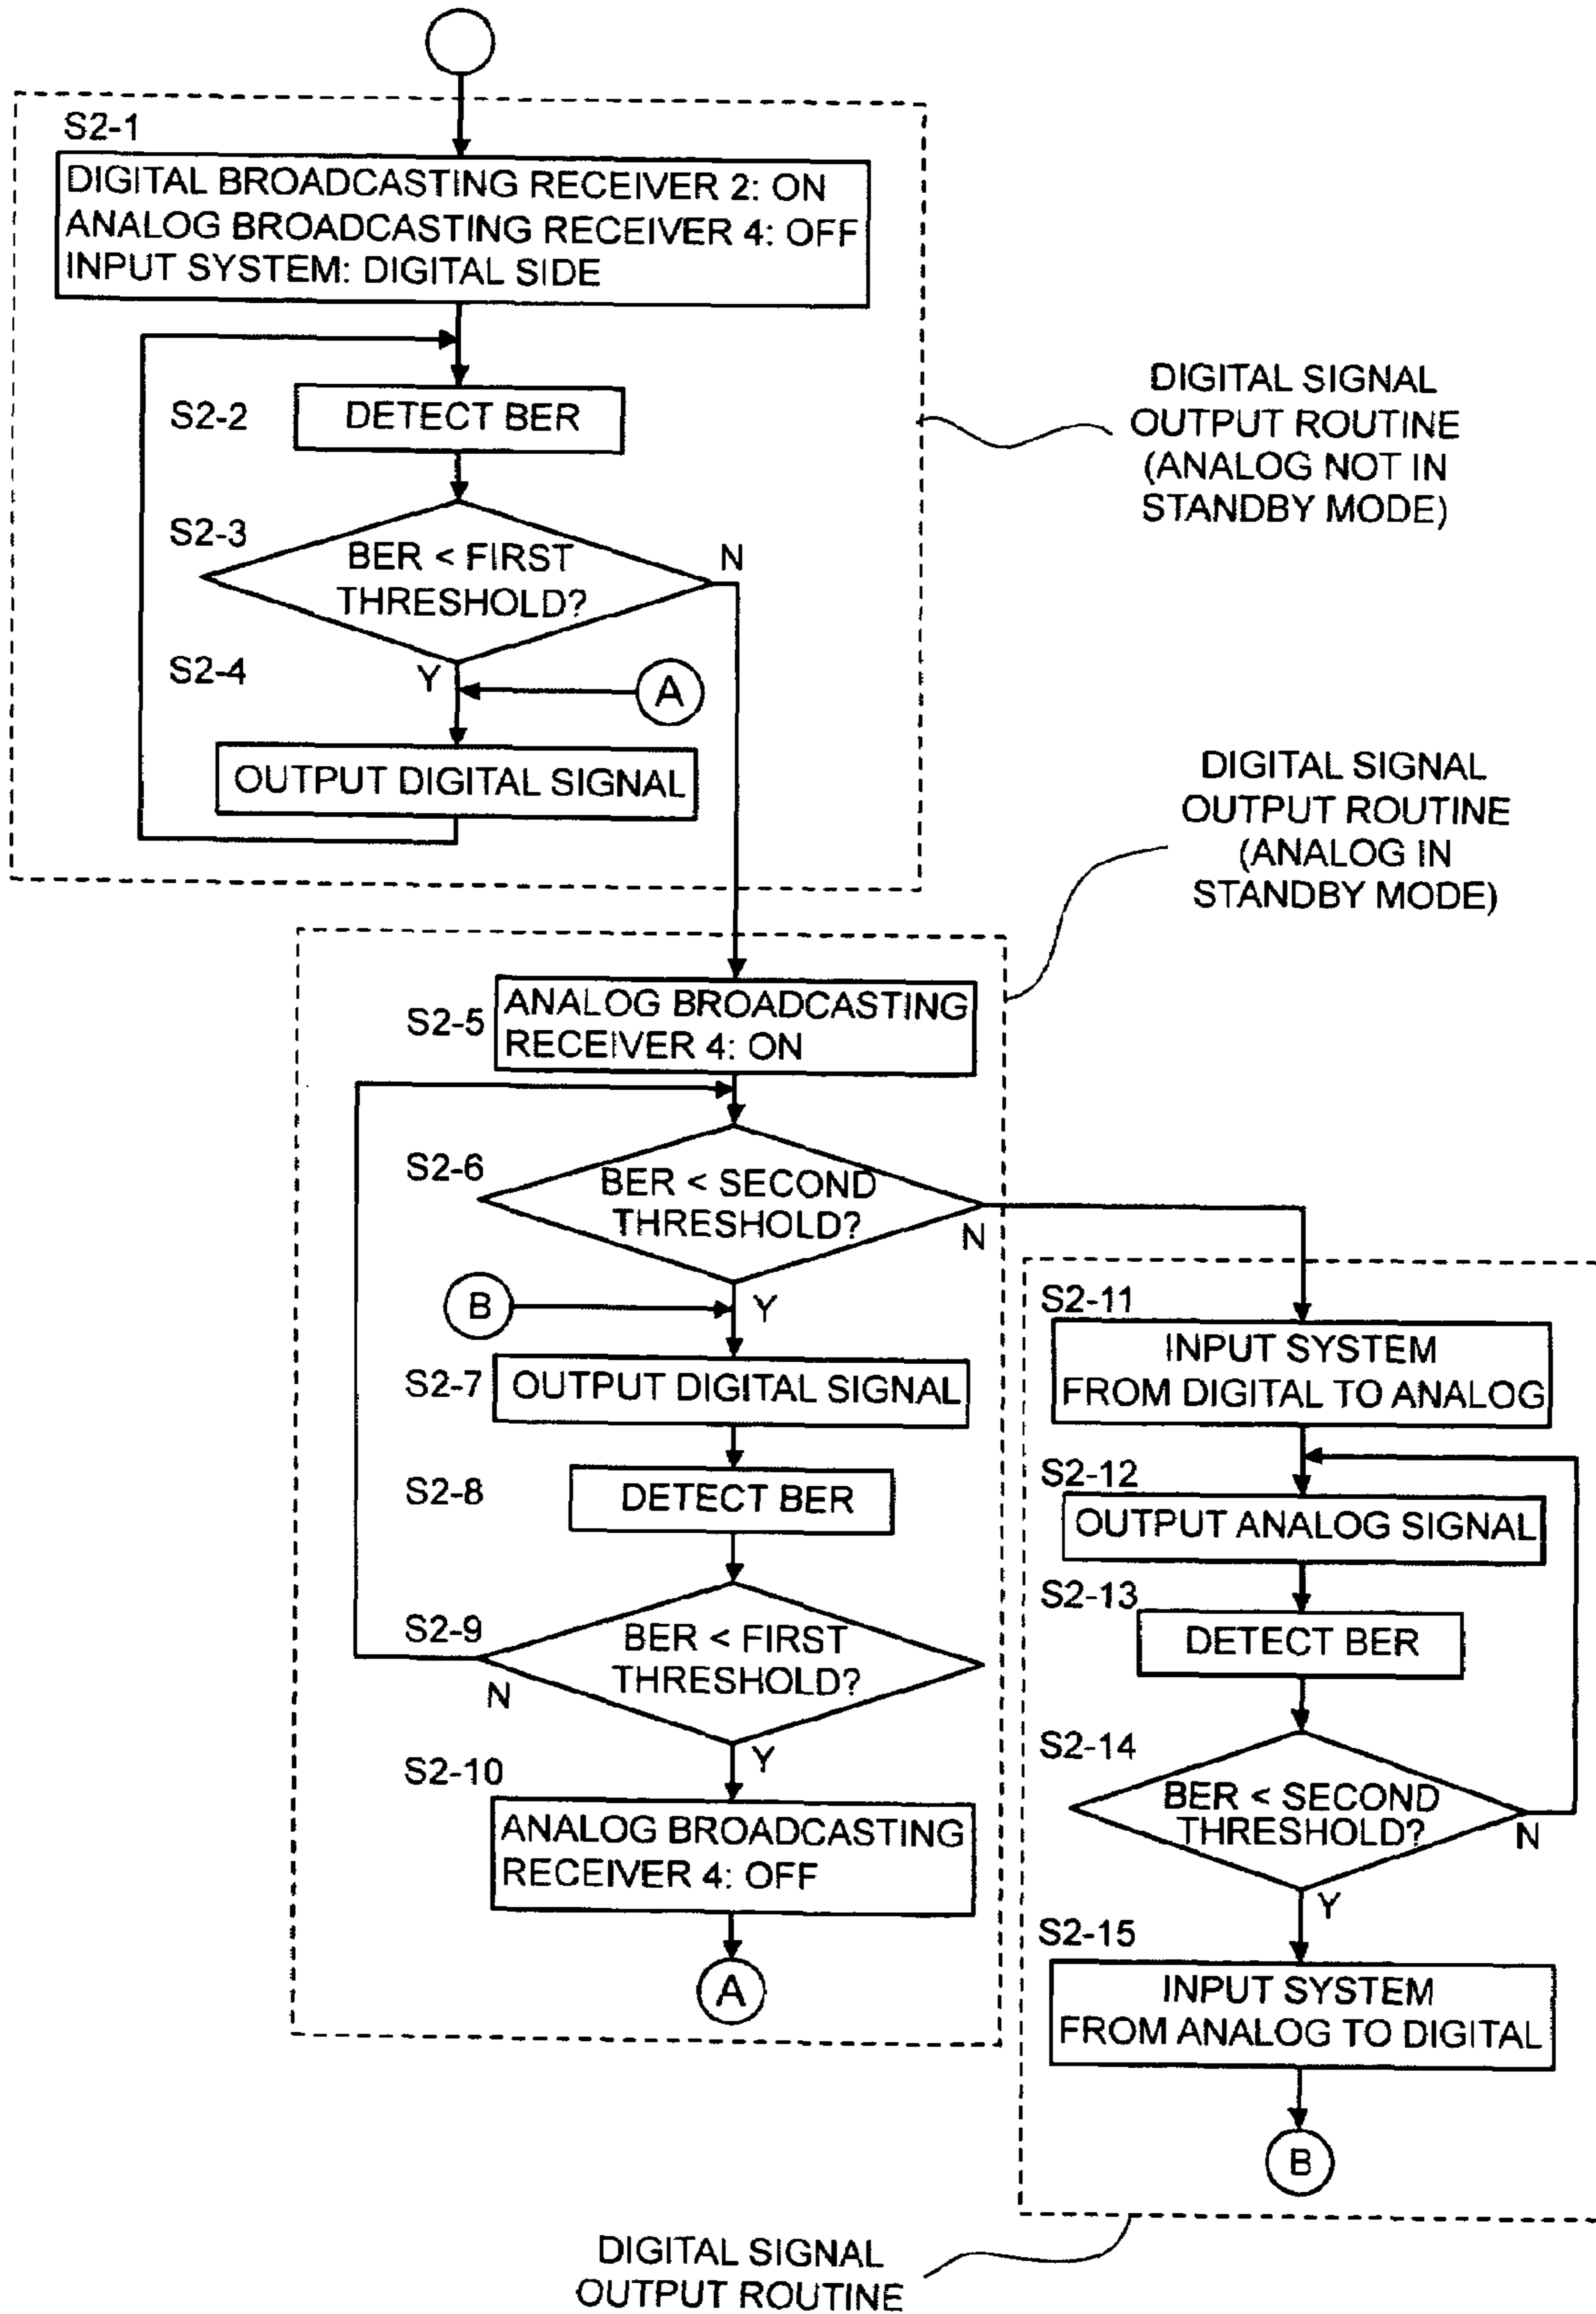 S2-1
DIGITAL BROADCASTING RECEIVER 2: ON
ANALOG BROADCASTING RECEIVER 4: OFF
INPUT SYSTEM: DIGITAL SIDE
S2-2
DETECT BER
DIGITAL SIGNAL
OUTPUT ROUTINE
(ANALOG NOT IN
STANDBY MODE)
S2-3
BER < FIRST
THRESHOLD?
N
Y
S2-4
A
OUTPUT DIGITAL SIGNAL
DIGITAL SIGNAL
OUTPUT ROUTINE
(ANALOG IN
STANDBY MODE)
S2-5
ANALOG BROADCASTING
RECEIVER 4: ON
S2-6
BER < SECOND
THRESHOLD?
N
Y
B
S2-7
OUTPUT DIGITAL SIGNAL
S2-8
DETECT BER
S2-9
BER < FIRST
THRESHOLD?
N
Y
S2-10
ANALOG BROADCASTING
RECEIVER 4: OFF
A
S2-11
INPUT SYSTEM
FROM DIGITAL TO ANALOG
S2-12
OUTPUT ANALOG SIGNAL
S2-13
DETECT BER
S2-14
BER < SECOND
THRESHOLD?
N
Y
S2-15
INPUT SYSTEM
FROM ANALOG TO DIGITAL
B
DIGITAL SIGNAL
OUTPUT ROUTINE